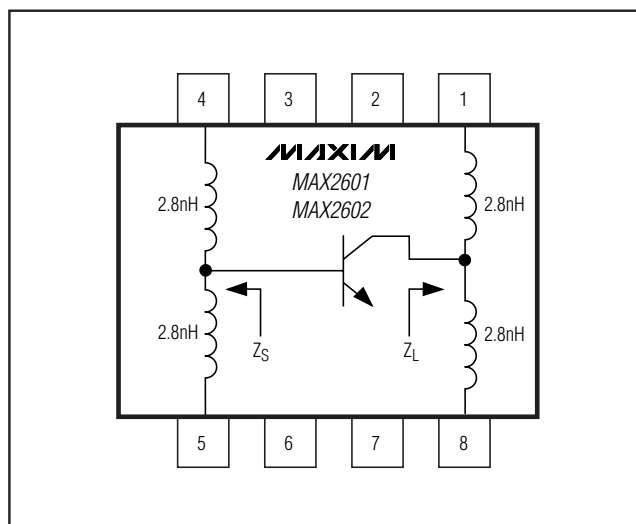 4 3 2 1
MAXIM
MAX2601
MAX2602
2.8nH 2.8nH
2.8nH 2.8nH
ZS ZL
5 6 7 8